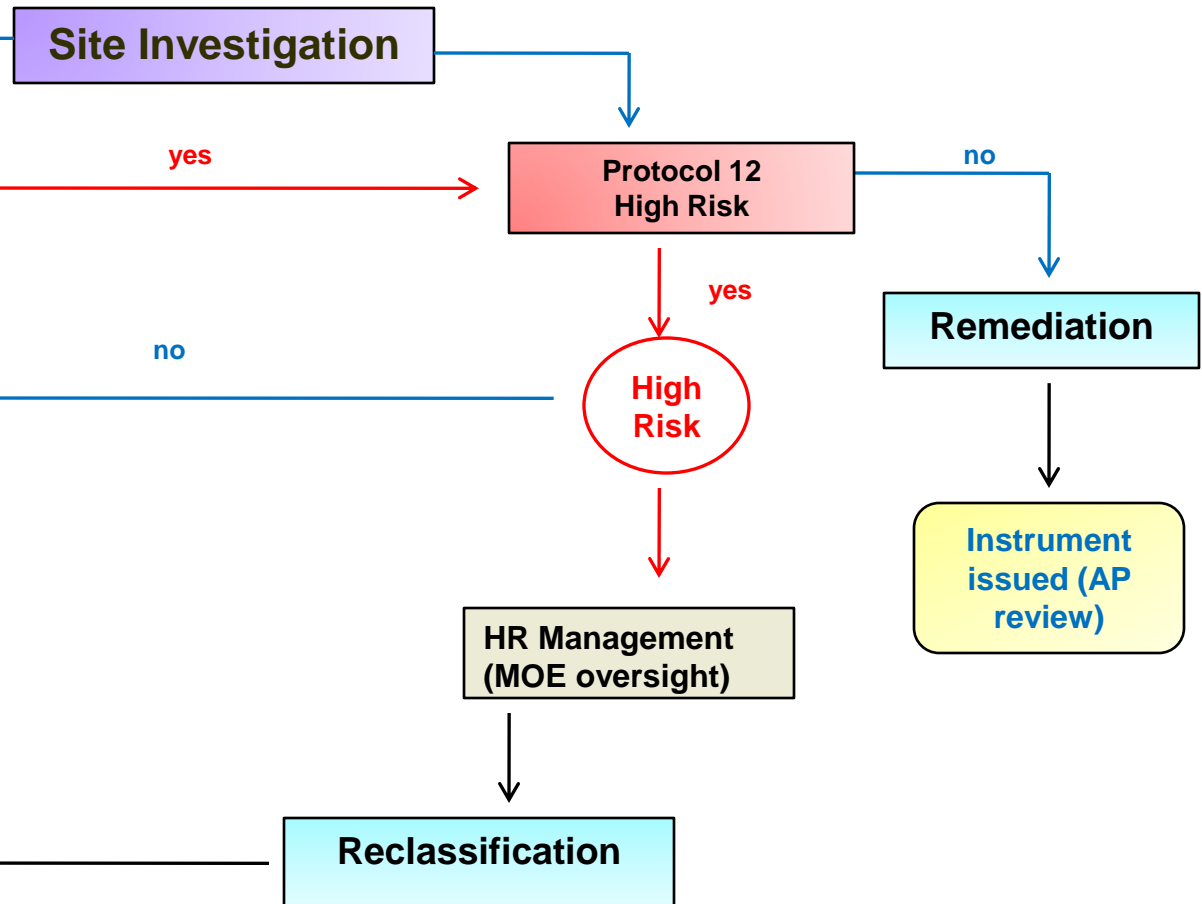 Site Investigation
yes
Protocol 12
High Risk
no
yes
Remediation
no
High
Risk
Instrument
issued (AP
review)
HR Management
(MOE oversight)
Reclassification